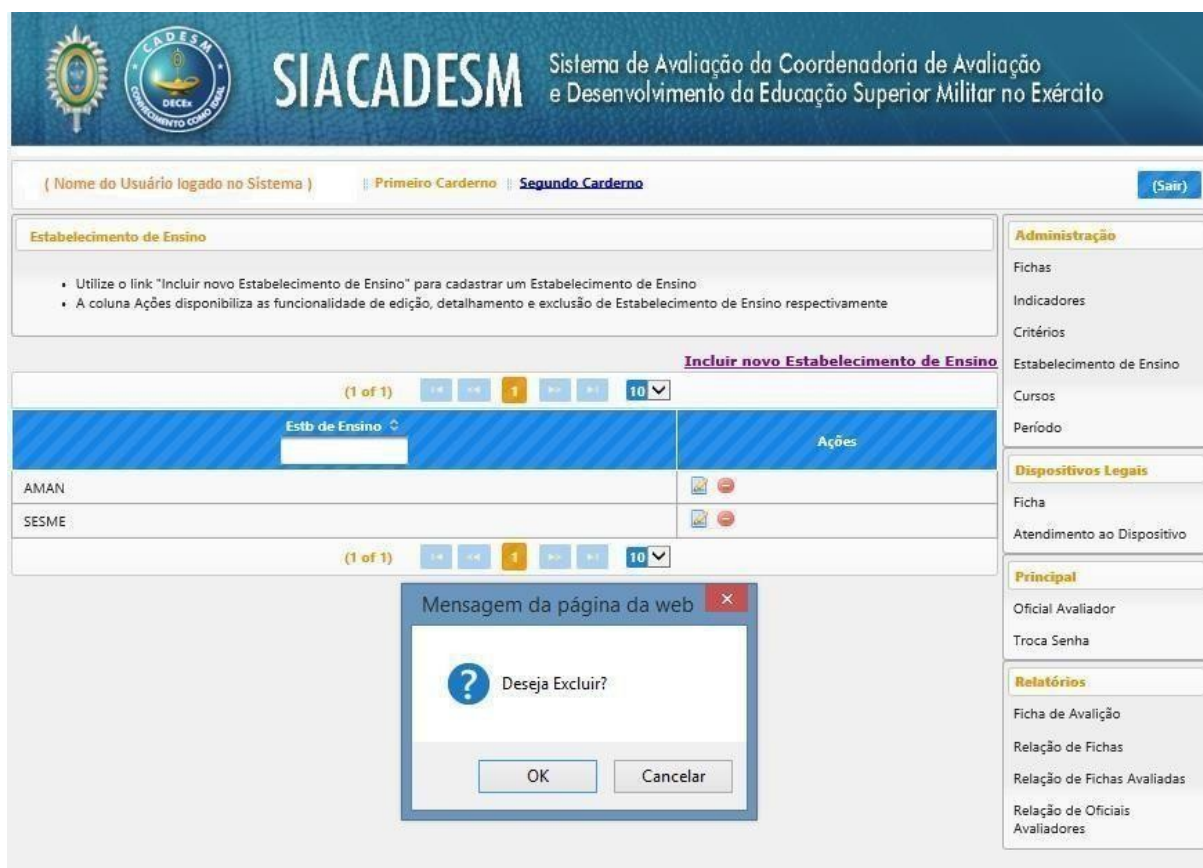 CADESM
DECEx
CONHECIMENTO COMO IDEAL
SIACADESM
Sistema de Avaliação da Coordenadoria de Avaliação
e Desenvolvimento da Educação Superior Militar no Exército
( Nome do Usuário logado no Sistema )
Primeiro Carderno
Segundo Carderno
(Sair)
Estabelecimento de Ensino
Utilize o link "Incluir novo Estabelecimento de Ensino" para cadastrar um Estabelecimento de Ensino
A coluna Ações disponibiliza as funcionalidade de edição, detalhamento e exclusão de Estabelecimento de Ensino respectivamente
Incluir novo Estabelecimento de Ensino
(1 of 1) 1 10
Estb de Ensino
Ações
AMAN
SESME
(1 of 1) 1 10
Mensagem da página da web
Deseja Excluir?
OK
Cancelar
Administração
Fichas
Indicadores
Critérios
Estabelecimento de Ensino
Cursos
Período
Dispositivos Legais
Ficha
Atendimento ao Dispositivo
Principal
Oficial Avaliador
Troca Senha
Relatórios
Ficha de Avalição
Relação de Fichas
Relação de Fichas Avaliadas
Relação de Oficiais
Avaliadores